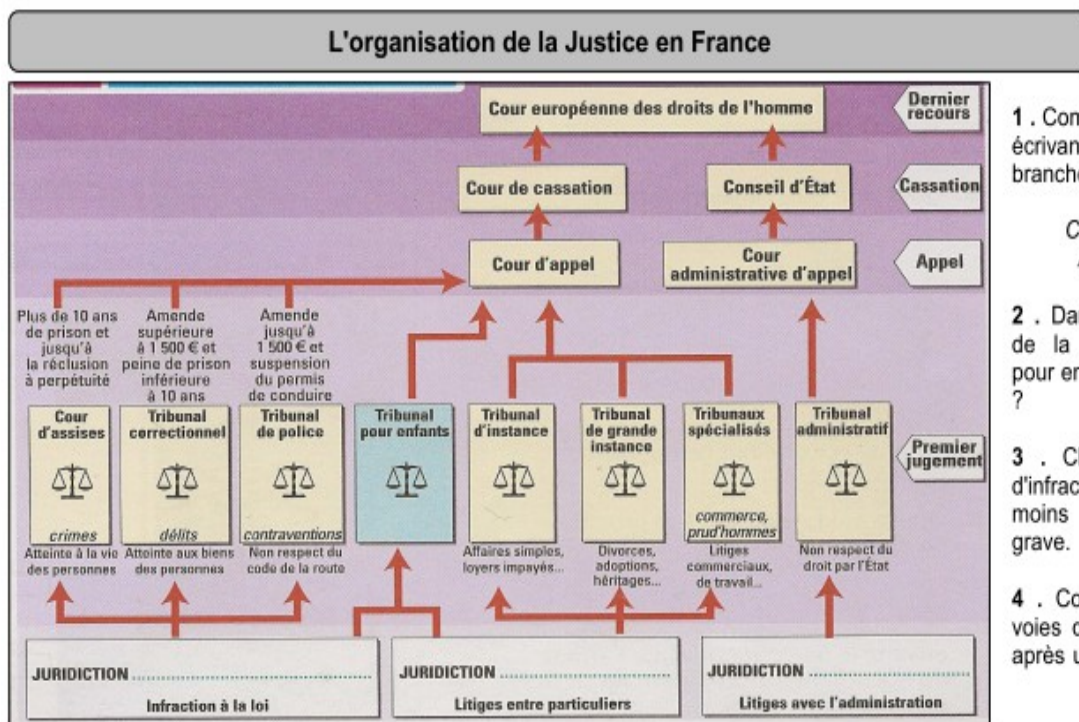 L'organisation de la Justice en France
Cour européenne des droits de l'homme
Dernier
recours
Cour de cassation
Conseil d'État
Cassation
Cour d'appel
Cour
administrative d'appel
Appel
Plus de 10 ans
de prison et
jusqu'à
la réclusion
à perpétuité
Amende
supérieure
à 1 500 € et
peine de prison
inférieure
à 10 ans
Amende
jusqu'à
1 500 € et
suspension
du permis
de conduire
Cour
d'assises
crimes
Atteinte à la vie
des personnes
Tribunal
correctionnel
délits
Atteinte aux biens
des personnes
Tribunal
de police
contraventions
Non respect du
code de la route
Tribunal
pour enfants
Tribunal
d'instance
Affaires simples,
loyers impayés...
Tribunal
de grande
instance
Divorces,
adoptions,
héritages...
Tribunaux
spécialisés
commerce,
prud'hommes
Litiges
commerciaux,
de travail...
Tribunal
administratif
Non respect du
droit par l'État
Premier
jugement
JURIDICTION
Infraction à la loi
JURIDICTION
Litiges entre particuliers
JURIDICTION
Litiges avec l'administration
1 .
écrivan
branche
2 . Da
de la
pour en
?
3 .
d'infrac
moins
grave.
4 . Co
voies
après u